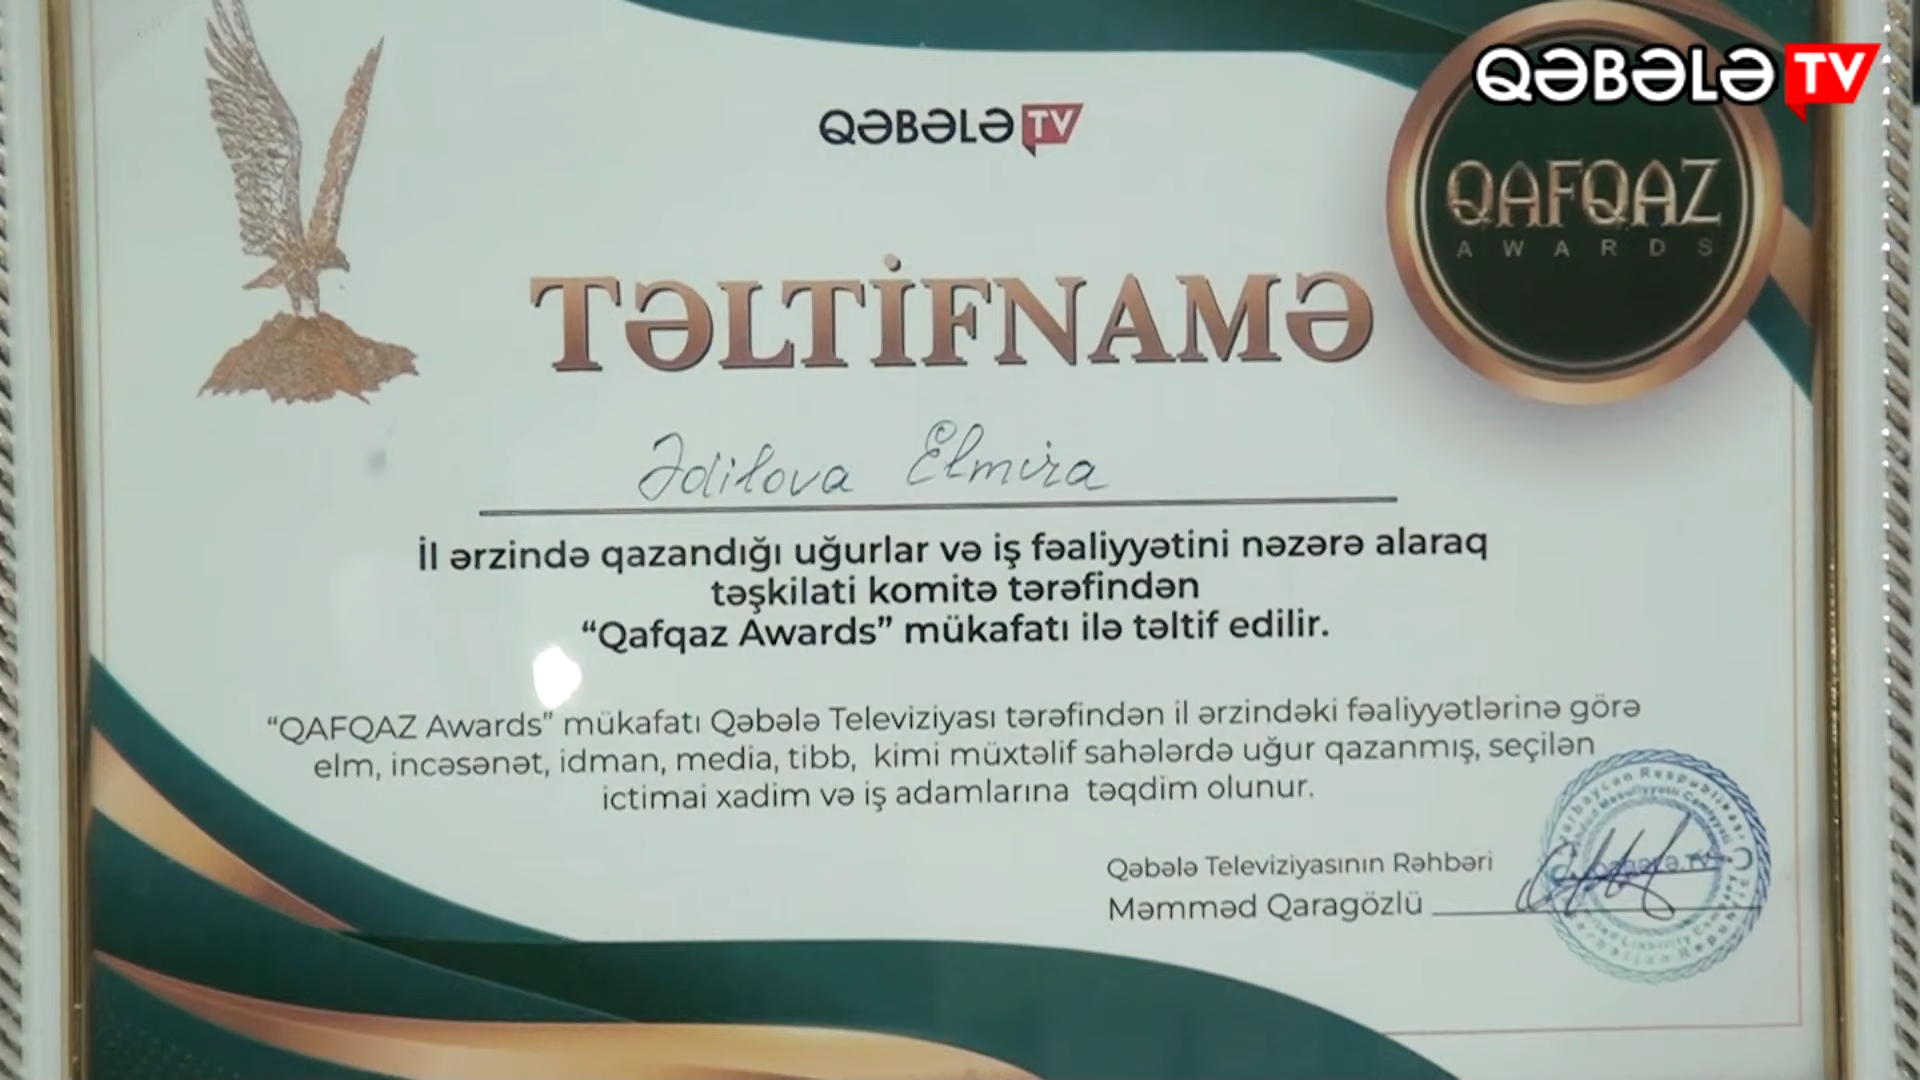 QƏBƏLƏ TV
QƏBƏLƏ TV
QAFQAZ
AWARDS
TƏLTİFNAMƏ
Ədilova Elmira
İl ərzində qazandığı uğurlar və iş fəaliyyətini nəzərə alaraq
təşkilati komitə tərəfindən
“Qafqaz Awards” mükafatı ilə təltif edilir.
“QAFQAZ Awards” mükafatı Qəbələ Televiziyası tərəfindən il ərzindəki fəaliyyətlərinə görə
elm, incəsənət, idman, media, tibb, kimi müxtəlif sahələrdə uğur qazanmış, seçilən
ictimai xadim və iş adamlarına təqdim olunur.
Qəbələ Televiziyasının Rəhbəri
Məmməd Qaragözlü